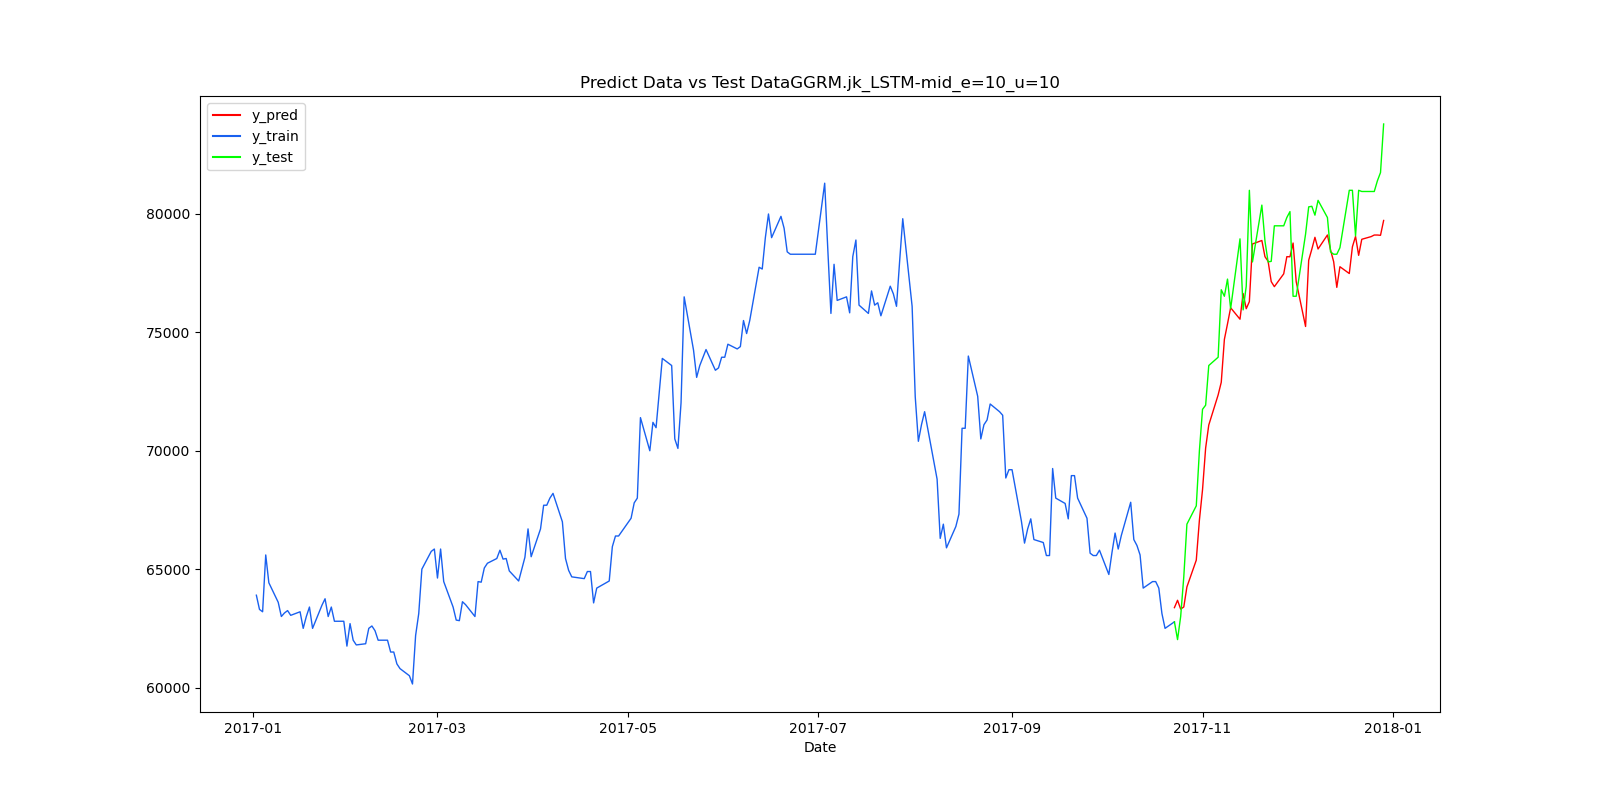 Predict Data vs Test DataGGRM.jk_LSTM-mid_e=10_u=10
y_pred
y_train
y_test
80000
75000
70000
65000
60000
2017-01 2017-03 2017-05 2017-07 2017-09 2017-11 2018-01
Date